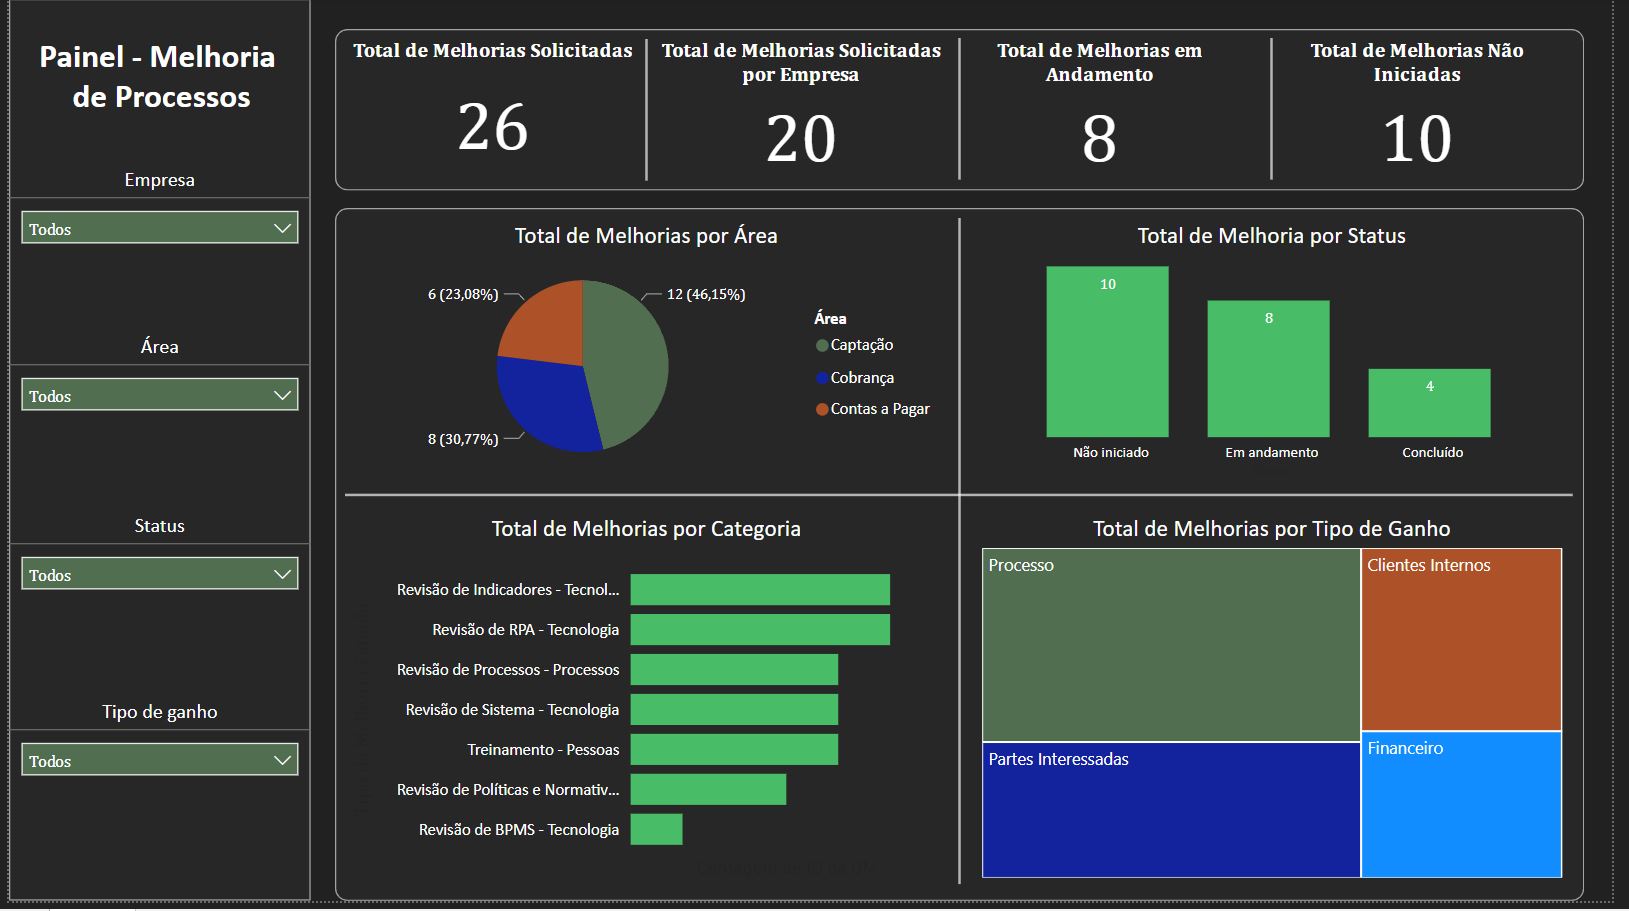 Painel - Melhoria
de Processos
Empresa
Todos
Área
Todos
Status
Todos
Tipo de ganho
Todos
Total de Melhorias Solicitadas
26
Total de Melhorias Solicitadas
por Empresa
20
Total de Melhorias em
Andamento
8
Total de Melhorias Não
Iniciadas
10
Total de Melhorias por Área
6 (23,08%)
12 (46,15%)
8 (30,77%)
Área
Captação
Cobrança
Contas a Pagar
Total de Melhoria por Status
10
8
4
Não iniciado
Em andamento
Concluído
Total de Melhorias por Categoria
Revisão de Indicadores - Tecnol...
Revisão de RPA - Tecnologia
Revisão de Processos - Processos
Revisão de Sistema - Tecnologia
Treinamento - Pessoas
Revisão de Políticas e Normativ...
Revisão de BPMS - Tecnologia
Total de Melhorias por Tipo de Ganho
Processo
Clientes Internos
Partes Interessadas
Financeiro